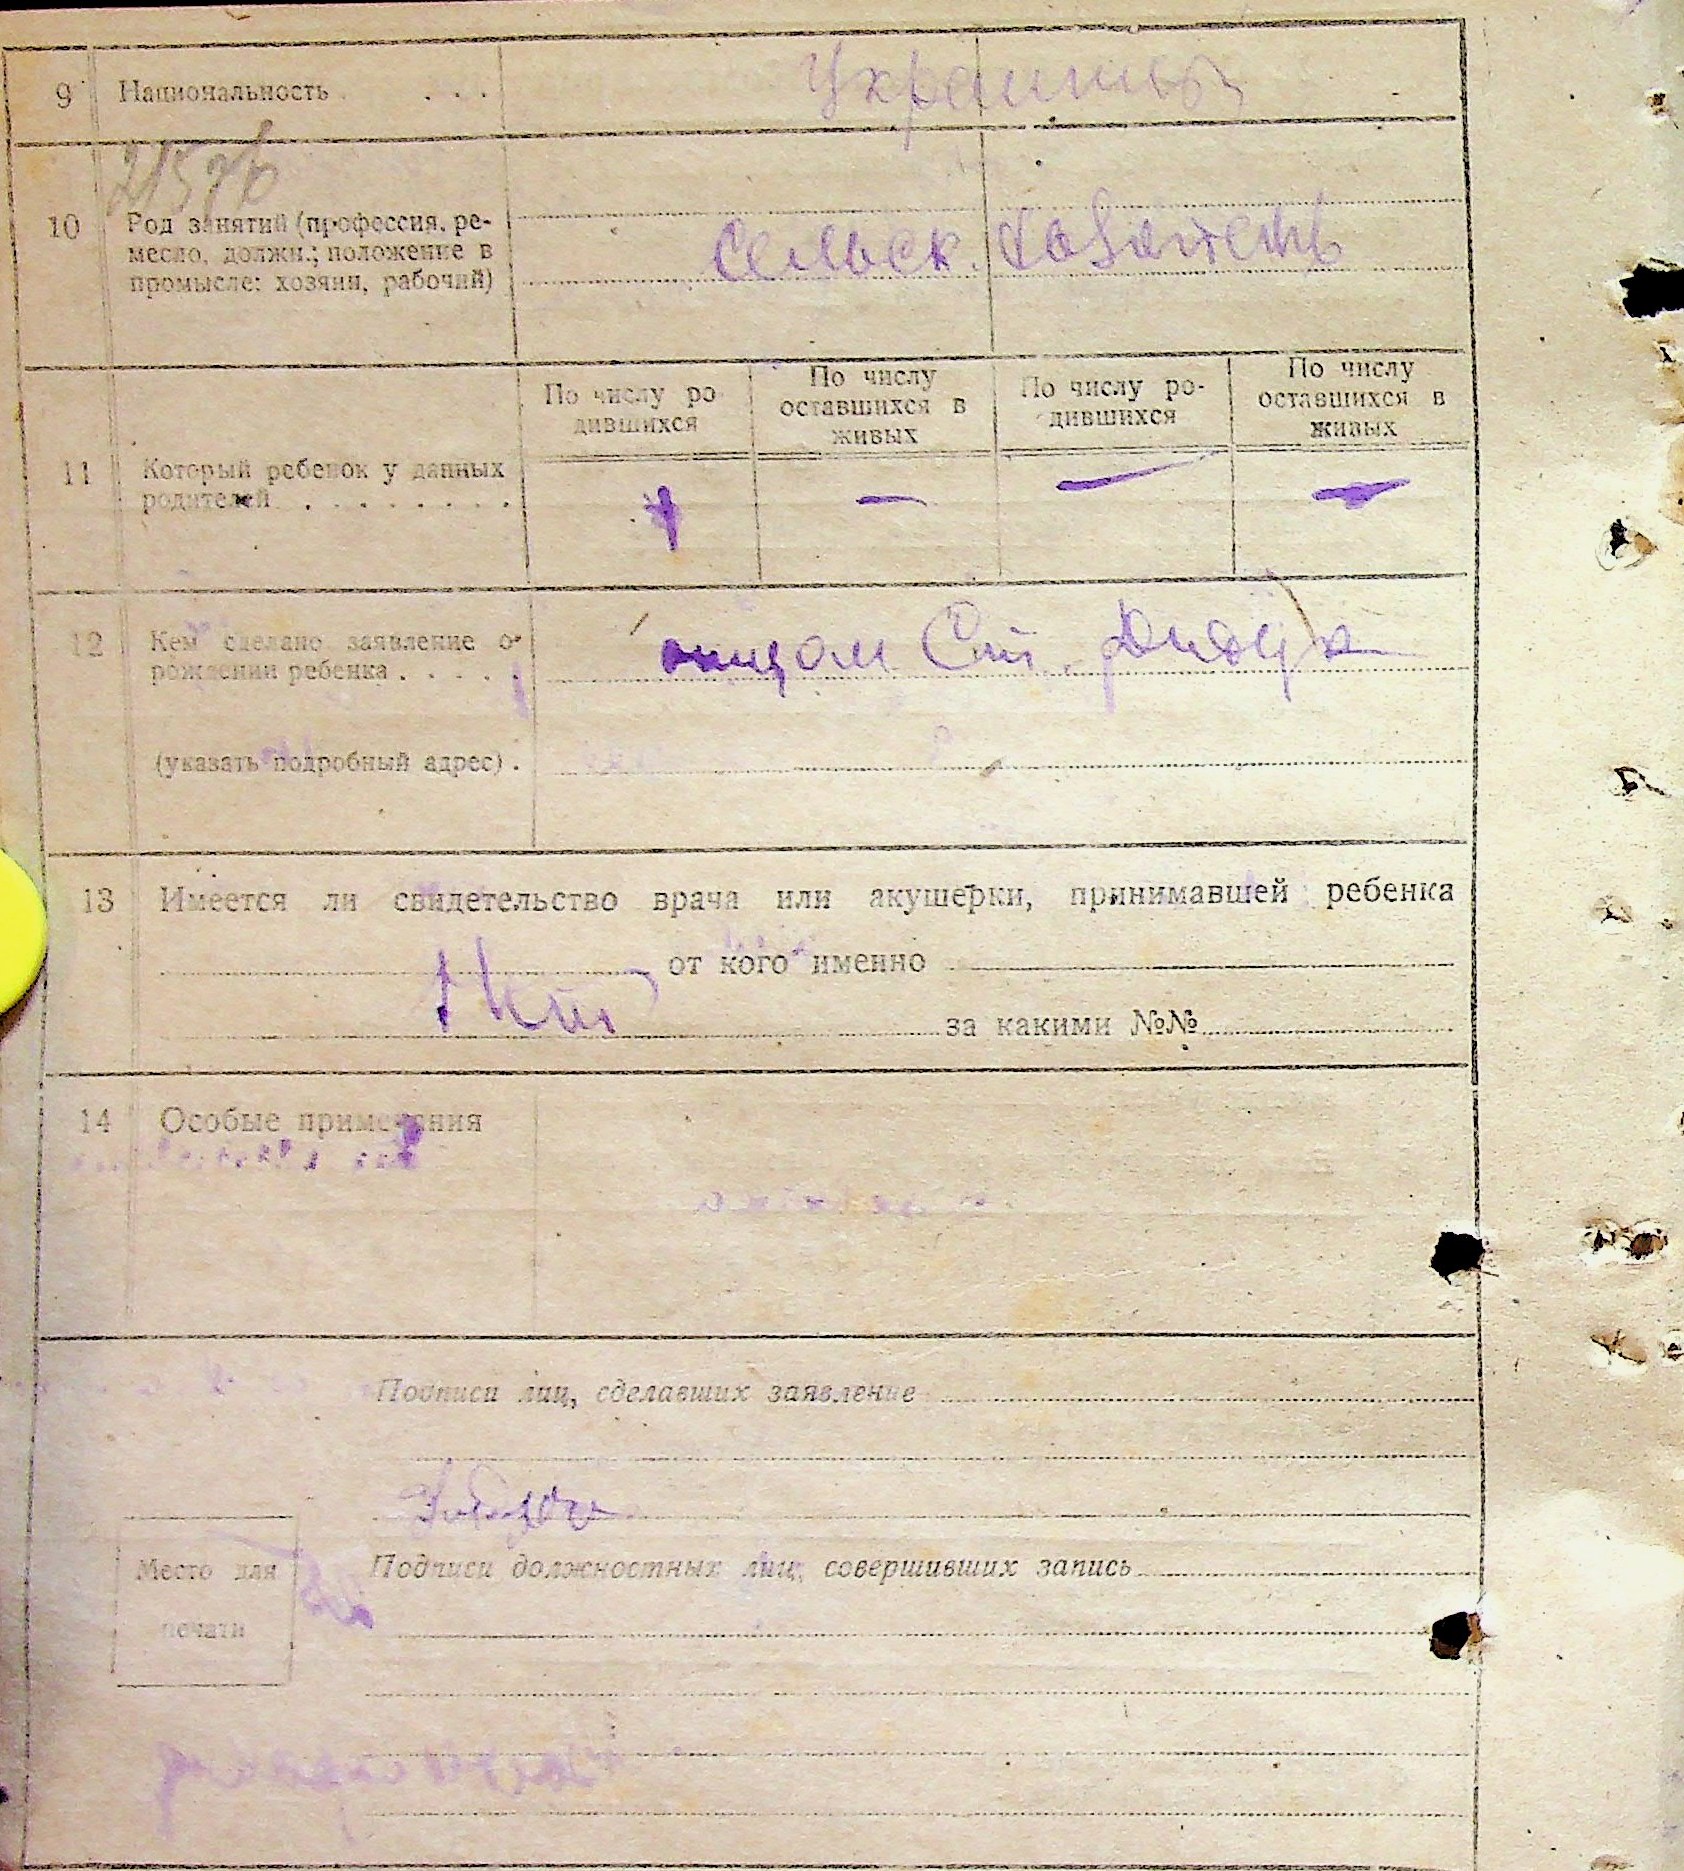 9 Национальность . . . .
2157б
10 Род занятий (профессия, ре-
месло, должн.; положение в
промысле: хозяин, рабочий)
Сельск.
По числу ро-
дившихся
По числу
оставшихся в
живых
По числу ро-
дившихся
По числу
оставшихся в
живых
11 Который ребенок у данных
родителей . . . . . . . . .
— — —
12 Кем сделано заявление о
рождении ребенка . . . . .
отцом Ст.
(указать подробный адрес) .
13 Имеется ли свидетельство врача или акушерки, принимавшей ребенка
от кого именно
Нет
за какими №№
14 Особые примечания
Подписи лиц, сделавших заявление
Место для
печати
Подписи должностных лиц, совершивших запись